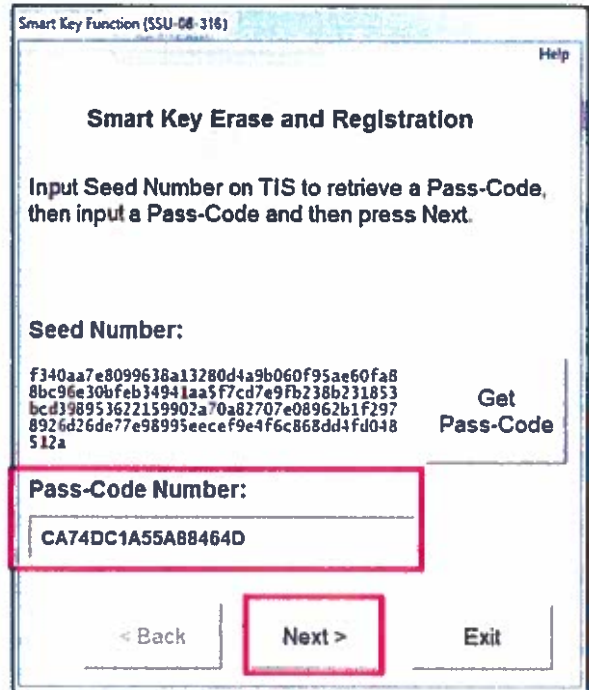 Smart Key Function (SSU-08-316)
Help
Smart Key Erase and Registration
Input Seed Number on TIS to retrieve a Pass-Code,
then input a Pass-Code and then press Next.
Seed Number:
f340aa7e8099638a13280d4a9b060f95ae60fa8
8bc96e30bfeb34941aa5f7cd7e9fb238b231853
bcd398953622159902a70a82707e08962b1f297
8926d26de77e98995eecef9e4f6c868dd4fd048
512a
Get
Pass-Code
Pass-Code Number:
CA74DC1A55A88464D
< Back
Next >
Exit